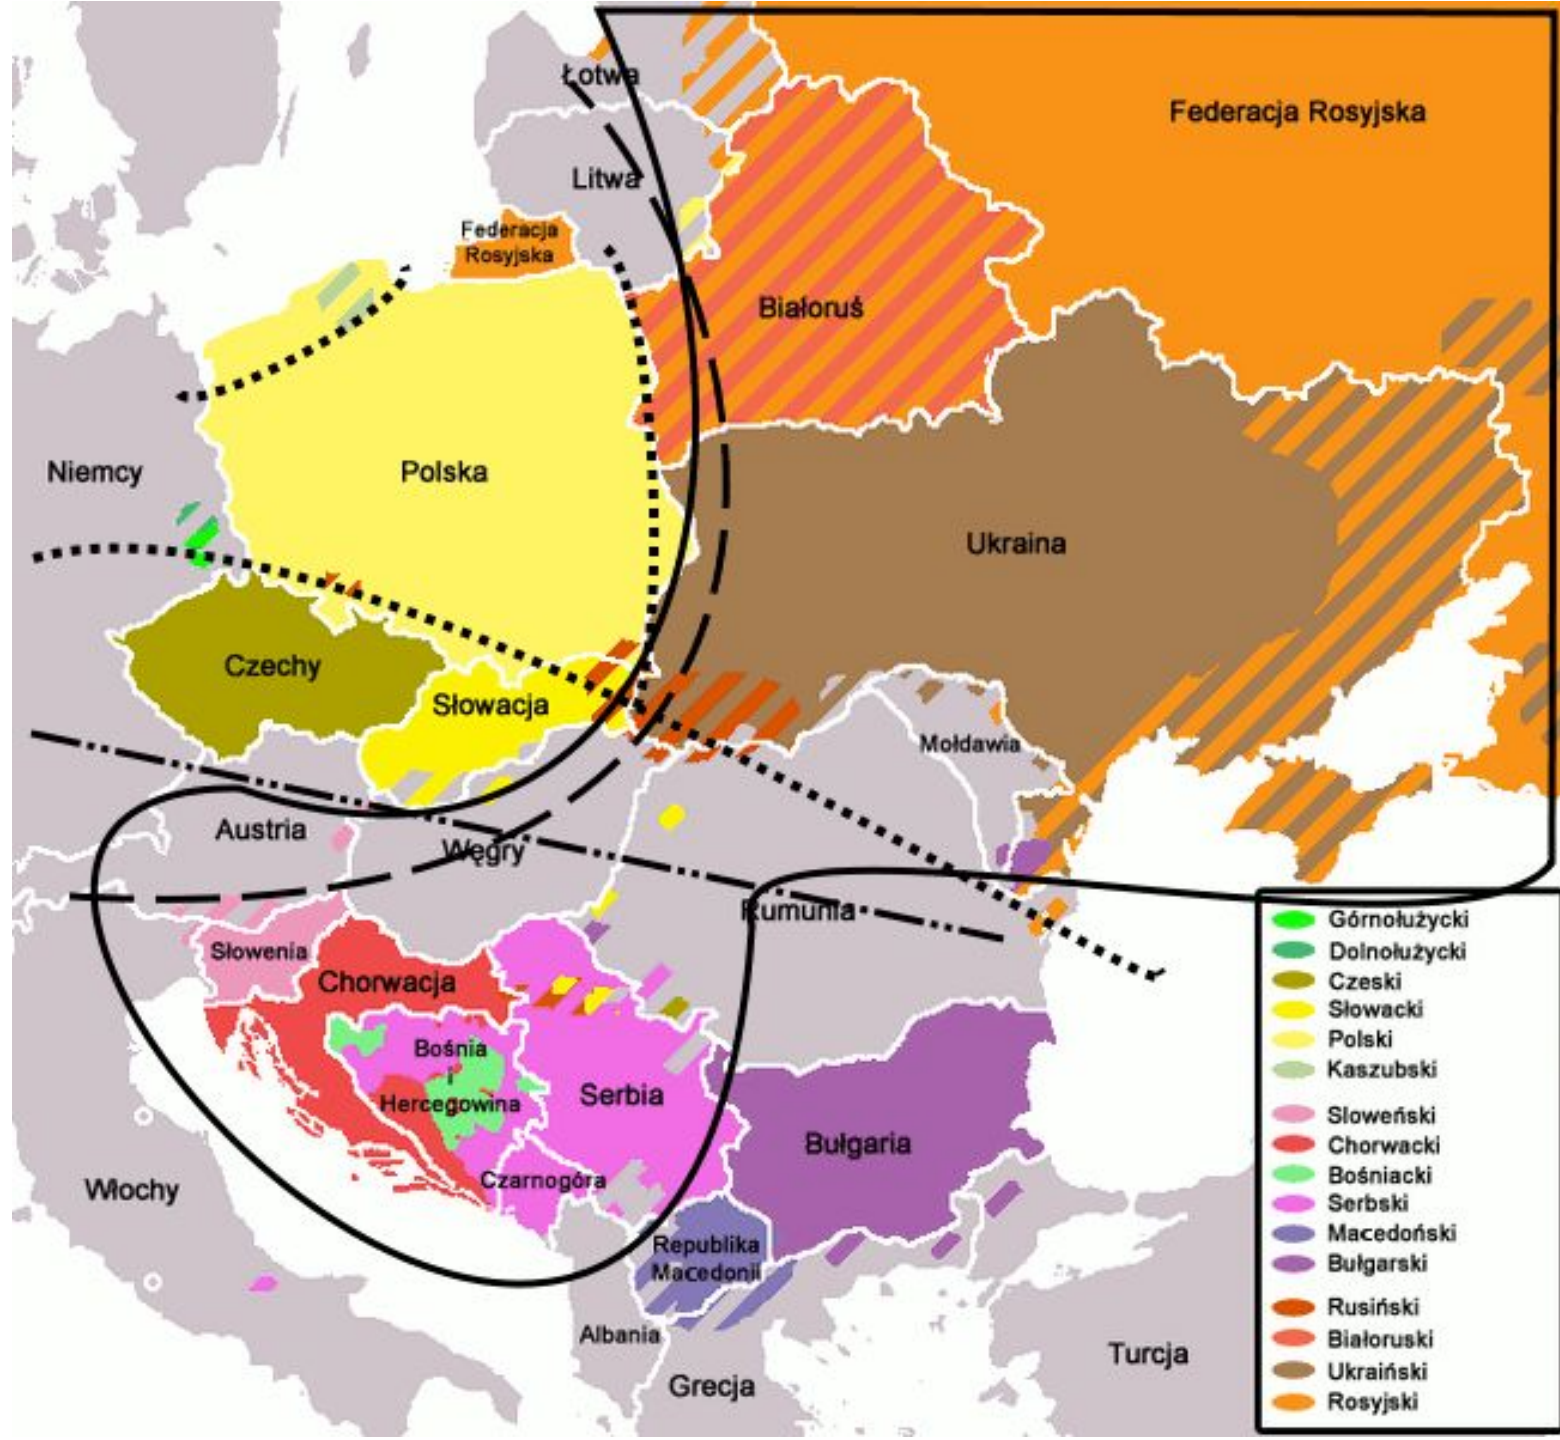 Łotwa
Federacja Rosyjska
Litwa
Federacja
Rosyjska
Białoruś
Niemcy
Polska
Ukraina
Czechy
Słowacja
Mołdawia
Austria
Węgry
Rumunia
Słowenia
Chorwacja
Bośnia
i
Hercegowina
Serbia
Bułgaria
Czarnogóra
Włochy
Republika
Macedonii
Albania
Grecja
Turcja
Górnołużycki
Dolnołużycki
Czeski
Słowacki
Polski
Kaszubski
Sloweński
Chorwacki
Bośniacki
Serbski
Macedoński
Bułgarski
Rusiński
Białoruski
Ukraiński
Rosyjski